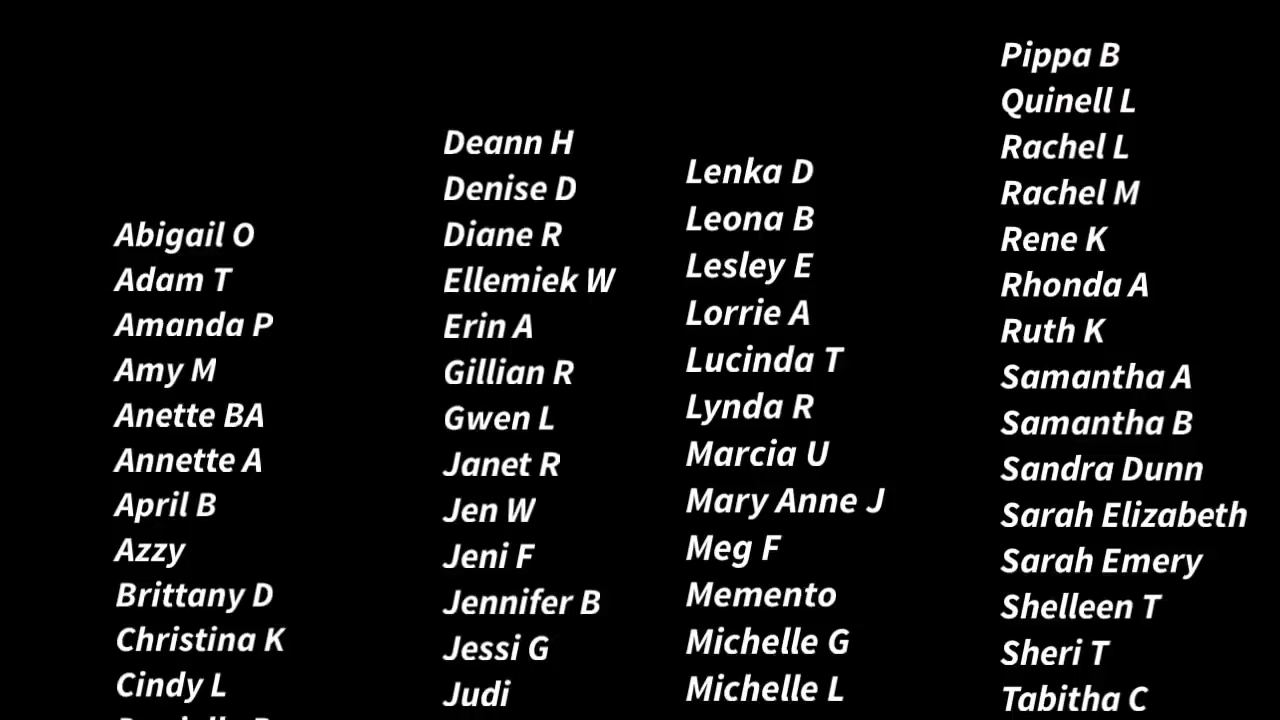 Abigail O
Adam T
Amanda P
Amy M
Anette BA
Annette A
April B
Azzy
Brittany D
Christina K
Cindy L
Deann H
Denise D
Diane R
Ellemiek W
Erin A
Gillian R
Gwen L
Janet R
Jen W
Jeni F
Jennifer B
Jessi G
Judi
Lenka D
Leona B
Lesley E
Lorrie A
Lucinda T
Lynda R
Marcia U
Mary Anne J
Meg F
Memento
Michelle G
Michelle L
Pippa B
Quinell L
Rachel L
Rachel M
Rene K
Rhonda A
Ruth K
Samantha A
Samantha B
Sandra Dunn
Sarah Elizabeth
Sarah Emery
Shelleen T
Sheri T
Tabitha C